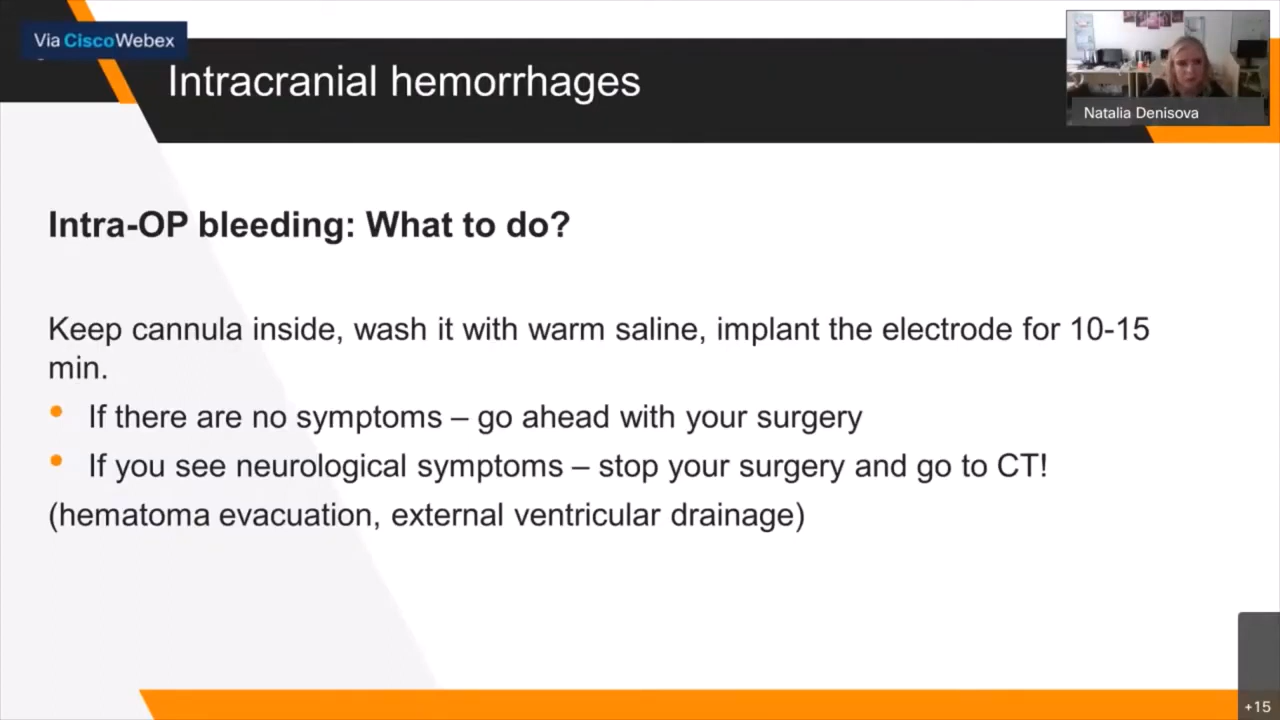 Via CiscoWebex
Intracranial hemorrhages
Natalia Denisova
Intra-OP bleeding: What to do?
Keep cannula inside, wash it with warm saline, implant the electrode for 10-15
min.
• If there are no symptoms – go ahead with your surgery
• If you see neurological symptoms – stop your surgery and go to CT!
(hematoma evacuation, external ventricular drainage)
+15